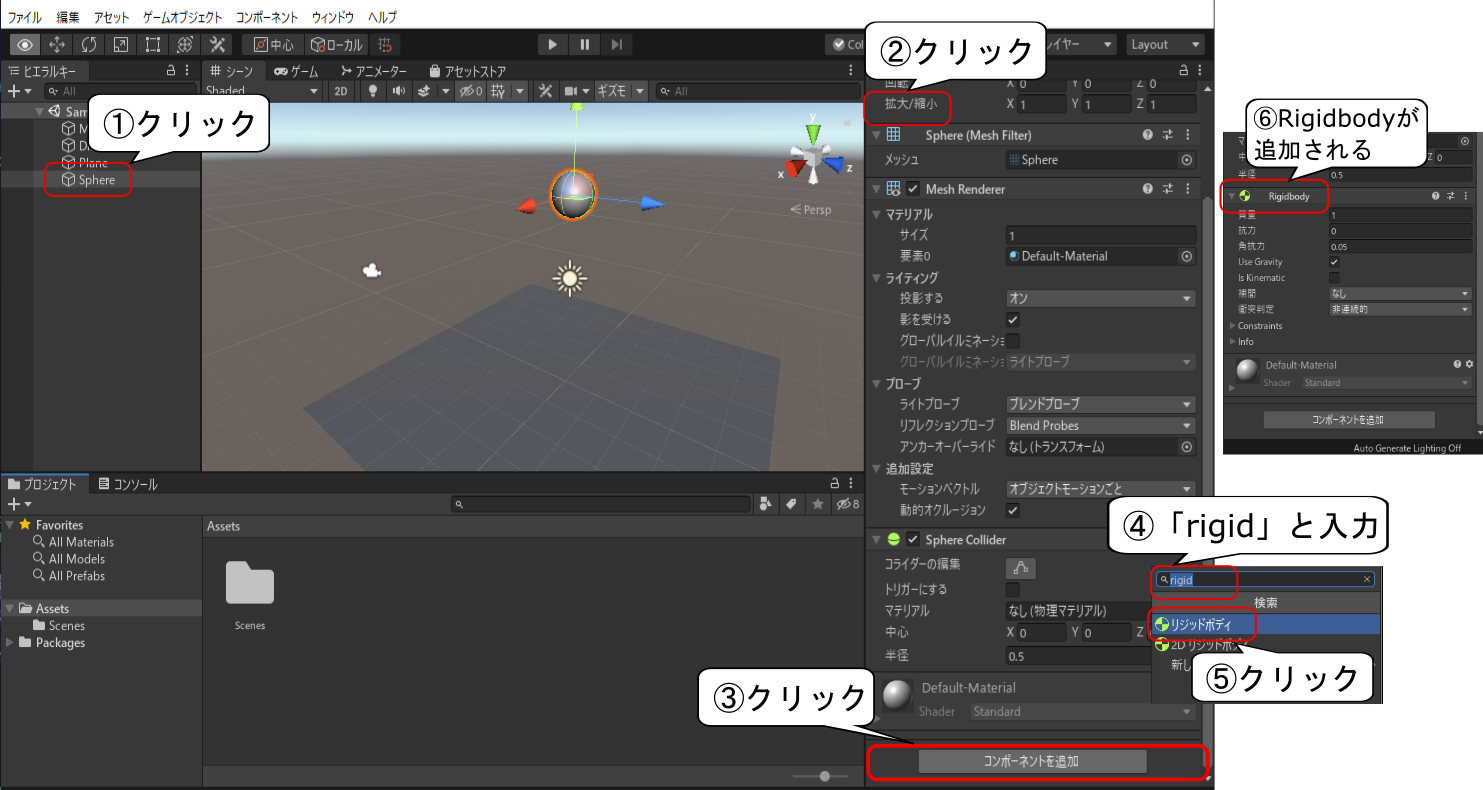 ファイル 編集 アセット ゲームオブジェクト コンポーネント ウィンドウ ヘルプ
中心 ローカル
Layout
ヒエラルキー
All
①クリック
Plane
Sphere
シーン ゲーム アニメーター アセットストア
Shaded 2D 0 ギズモ All
y
x
z
Persp
②クリック
回転 X 0 Y 0 Z 0
拡大/縮小 X 1 Y 1 Z 1
Sphere (Mesh Filter)
メッシュ Sphere
Mesh Renderer
マテリアル
サイズ 1
要素0 Default-Material
ライティング
投影する オン
影を受ける
グローバルイルミネーショ
グローバルイルミネーショ ライトプローブ
プローブ
ライトプローブ ブレンドプローブ
リフレクションプローブ Blend Probes
アンカーオーバーライド なし (トランスフォーム)
追加設定
モーションベクトル オブジェクトモーションごと
動的オクルージョン
Sphere Collider
コライダーの編集
トリガーにする
マテリアル なし (物理マテリアル)
中心 X 0 Y 0 Z
半径 0.5
Default-Material
Shader Standard
③クリック
コンポーネントを追加
④「rigid」と入力
rigid
検索
リジッドボディ
2D リジッドボディ
新し
⑤クリック
プロジェクト コンソール
8
Favorites
All Materials
All Models
All Prefabs
Assets
Scenes
Packages
Assets
Scenes
⑥Rigidbodyが
追加される
Z 0
半径 0.5
Rigidbody
質量 1
抗力 0
角抗力 0.05
Use Gravity
Is Kinematic
補間 なし
衝突判定 非連続的
Constraints
Info
Default-Material
Shader Standard
コンポーネントを追加
Auto Generate Lighting Off